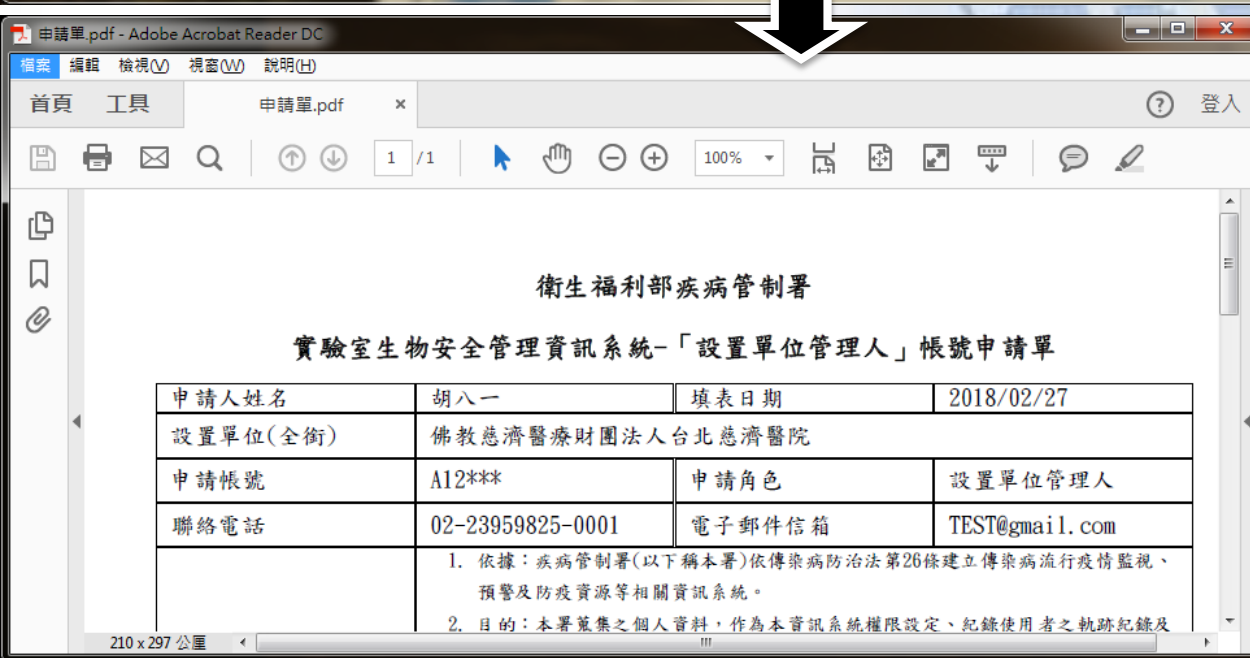 申請單.pdf - Adobe Acrobat Reader DC
檔案 編輯 檢視(V) 視窗(W) 說明(H)
首頁 工具 申請單.pdf × ? 登入
1 /1 100%
衛生福利部疾病管制署
實驗室生物安全管理資訊系統-「設置單位管理人」帳號申請單
申請人姓名 胡八一 填表日期 2018/02/27
設置單位(全銜) 佛教慈濟醫療財團法人台北慈濟醫院
申請帳號 A12*** 申請角色 設置單位管理人
聯絡電話 02-23959825-0001 電子郵件信箱 TEST@gmail.com
1. 依據：疾病管制署(以下稱本署)依傳染病防治法第26條建立傳染病流行疫情監視、
預警及防疫資源等相關資訊系統。
2. 目的：本署蒐集之個人資料，作為本資訊系統權限設定、紀錄使用者之軌跡紀錄及
210 x 297 公厘